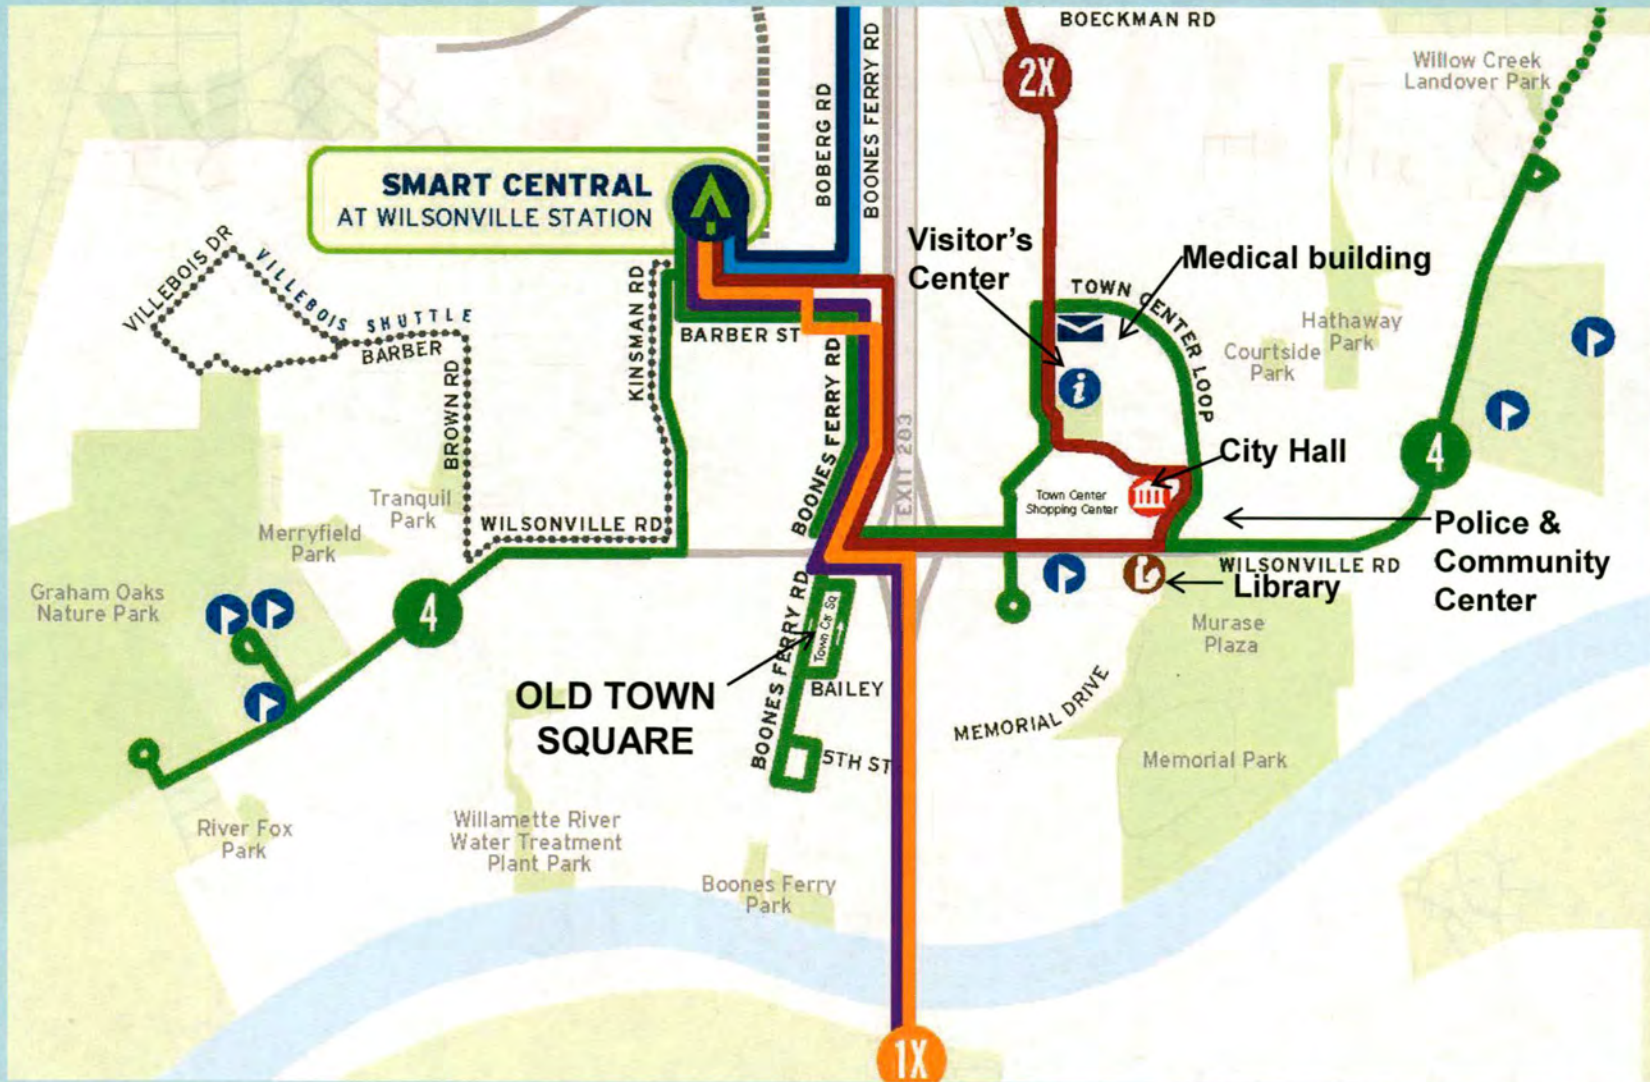 BOECKMAN RD
2X
Willow Creek
Landover Park
BOBERG RD
BOONES FERRY RD
SMART CENTRAL
AT WILSONVILLE STATION
VILLEBOIS DR
VILLEBOIS SHUTTLE
BARBER
BROWN RD
KINSMAN RD
BARBER ST
BOONES FERRY RD
EXIT 283
Visitor's
Center
Medical building
TOWN CENTER LOOP
Hathaway
Park
Courtside
Park
i
City Hall
Town Center
Shopping Center
4
Police &
Community
Center
WILSONVILLE RD
Library
Tranquil
Park
WILSONVILLE RD
Merryfield
Park
Graham Oaks
Nature Park
4
BOONES FERRY RD
Town Ctr Sq
OLD TOWN
SQUARE
BAILEY
5TH ST
Murase
Plaza
MEMORIAL DRIVE
Memorial Park
River Fox
Park
Willamette River
Water Treatment
Plant Park
Boones Ferry
Park
1X